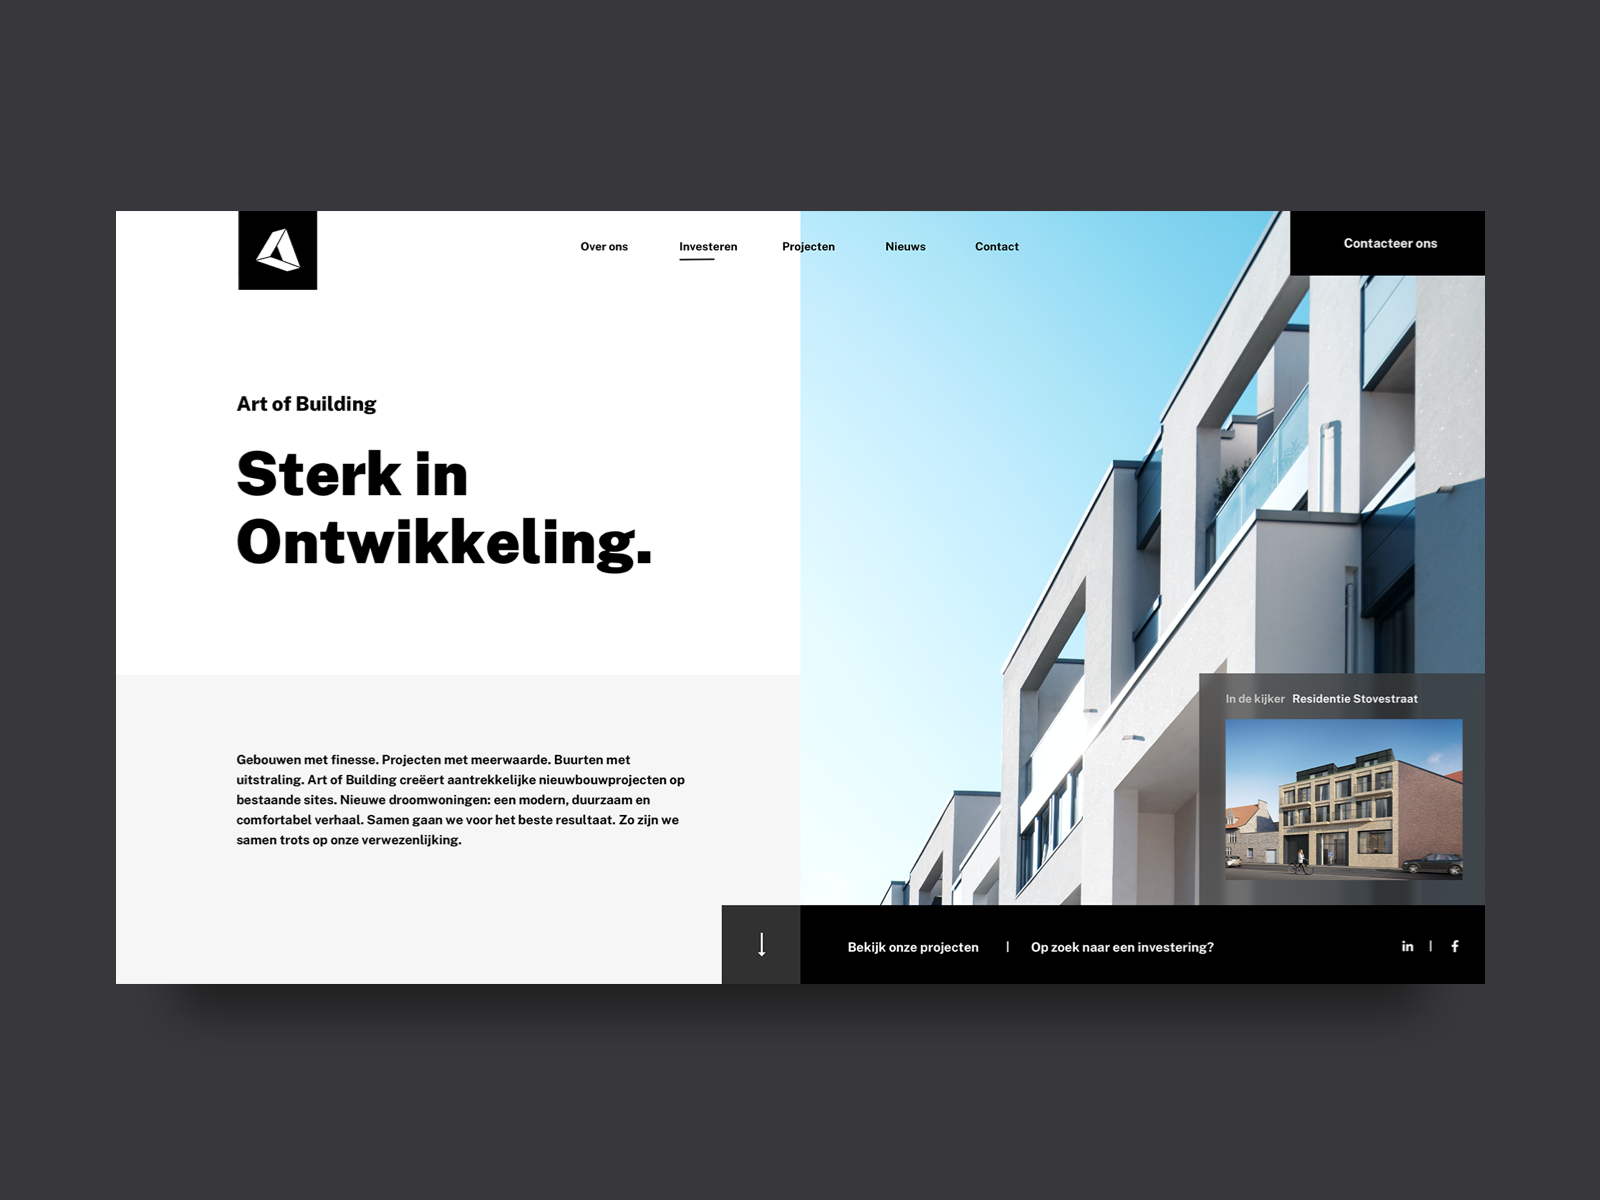 Over ons
Investeren
Projecten
Nieuws
Contact
Contacteer ons
Art of Building
Sterk in
Ontwikkeling.
Gebouwen met finesse. Projecten met meerwaarde. Buurten met
uitstraling. Art of Building creëert aantrekkelijke nieuwbouwprojecten op
bestaande sites. Nieuwe droomwoningen: een modern, duurzaam en
comfortabel verhaal. Samen gaan we voor het beste resultaat. Zo zijn we
samen trots op onze verwezenlijking.
In de kijker Residentie Stovestraat
Bekijk onze projecten | Op zoek naar een investering?
in | f